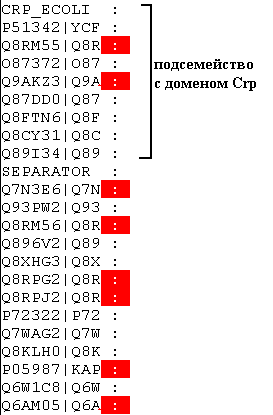 CRP_ECOLI :
P51342|YCF :
Q8RM55|Q8R :
O87372|O87 :
Q9AKZ3|Q9A :
Q87DD0|Q87 :
Q8FTN6|Q8F :
Q8CY31|Q8C :
Q89I34|Q89 :
подсемейство
с доменом Crp
SEPARATOR :
Q7N3E6|Q7N :
Q93PW2|Q93 :
Q8RM56|Q8R :
Q896V2|Q89 :
Q8XHG3|Q8X :
Q8RPG2|Q8R :
Q8RPJ2|Q8R :
P72322|P72 :
Q7WAG2|Q7W :
Q8KLH0|Q8K :
P05987|KAP :
Q6W1C8|Q6W :
Q6AM05|Q6A :